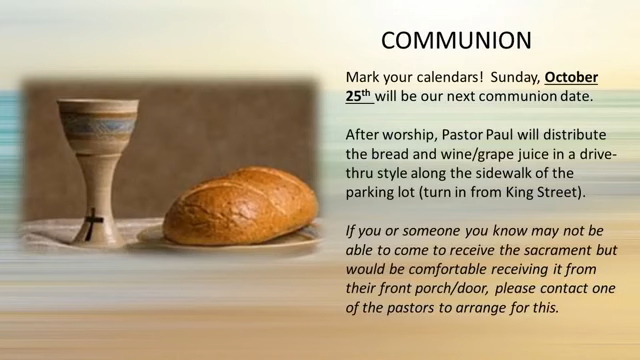 COMMUNION
Mark your calendars! Sunday, October
25th will be our next communion date.
After worship, Pastor Paul will distribute
the bread and wine/grape juice in a drive-
thru style along the sidewalk of the
parking lot (turn in from King Street).
If you or someone you know may not be
able to come to receive the sacrament but
would be comfortable receiving it from
their front porch/door, please contact one
of the pastors to arrange for this.